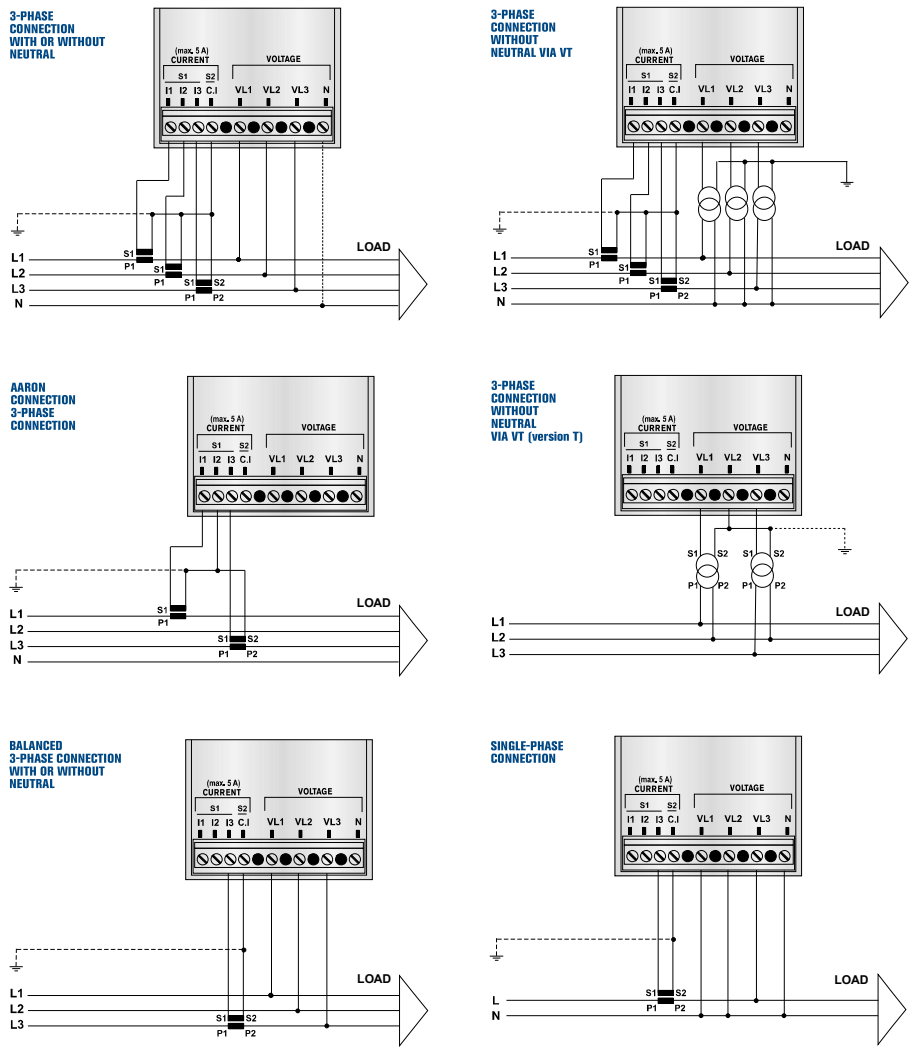 3-PHASE
CONNECTION
WITH OR WITHOUT
NEUTRAL
(max. 5 A)
CURRENT
VOLTAGE
S1 S2
I1 I2 I3 C.I VL1 VL2 VL3 N
S1
P1
S1
P1
S1 S2
P1 P2
LOAD
L1
L2
L3
N
3-PHASE
CONNECTION
WITHOUT
NEUTRAL VIA VT
(max. 5 A)
CURRENT
VOLTAGE
S1 S2
I1 I2 I3 C.I VL1 VL2 VL3 N
S1
P1
S1
P1
S1 S2
P1 P2
LOAD
L1
L2
L3
N
AARON
CONNECTION
3-PHASE
CONNECTION
(max. 5 A)
CURRENT
VOLTAGE
S1 S2
I1 I2 I3 C.I VL1 VL2 VL3 N
S1
P1
S1 S2
P1 P2
LOAD
L1
L2
L3
N
3-PHASE
CONNECTION
WITHOUT
NEUTRAL
VIA VT (version T)
(max. 5 A)
CURRENT
VOLTAGE
S1 S2
I1 I2 I3 C.I VL1 VL2 VL3 N
S1 S2 S1 S2
P1 P2 P1 P2
LOAD
L1
L2
L3
BALANCED
3-PHASE CONNECTION
WITH OR WITHOUT
NEUTRAL
(max. 5 A)
CURRENT
VOLTAGE
S1 S2
I1 I2 I3 C.I VL1 VL2 VL3 N
LOAD
L1
L2
L3
S1 S2
P1 P2
SINGLE-PHASE
CONNECTION
(max. 5 A)
CURRENT
VOLTAGE
S1 S2
I1 I2 I3 C.I VL1 VL2 VL3 N
LOAD
S1 S2
P1 P2
L
N